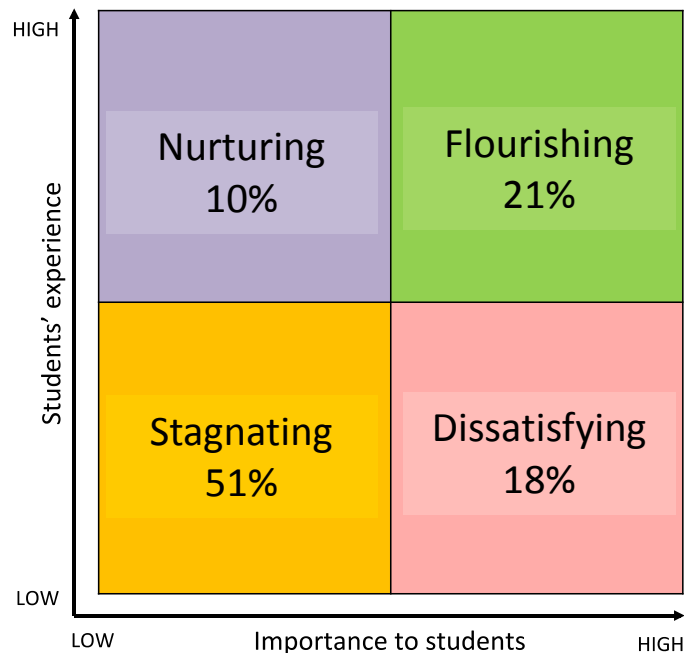 HIGH
Nurturing
10%
Flourishing
21%
Students' experience
Stagnating
51%
Dissatisfying
18%
LOW
LOW
Importance to students
HIGH